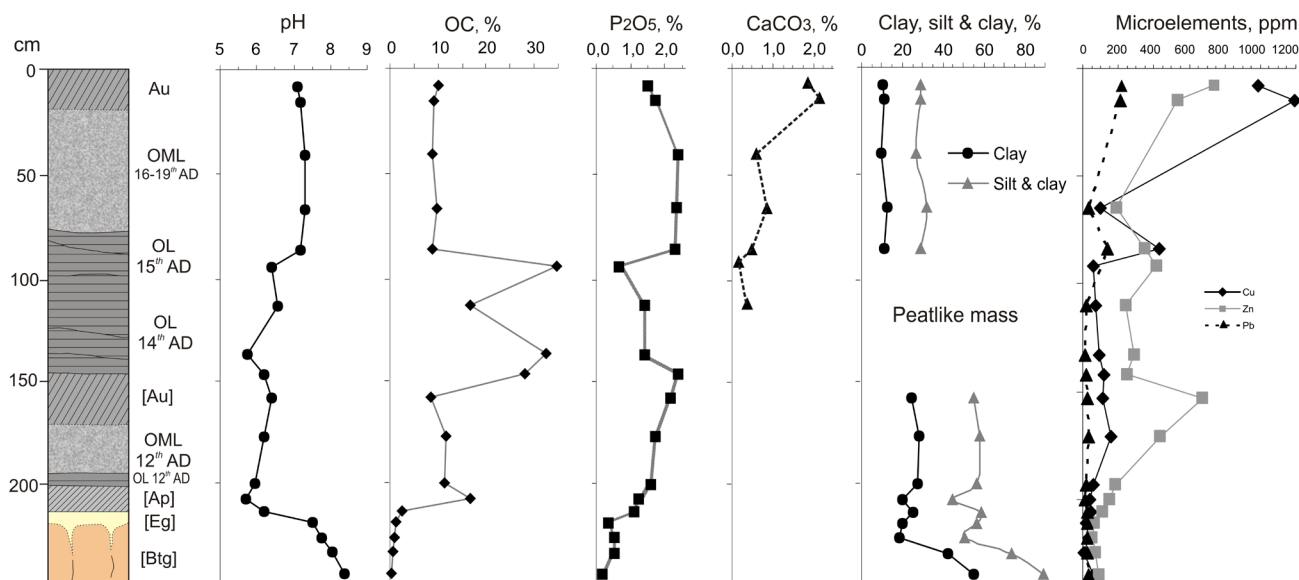 pH OC, % P2O5, % CaCO3, % Clay, silt & clay, % Microelements, ppm
cm
5 6 7 8 9 0 10 20 30 0,0 1,0 2,0 0,0 1,0 2,0 0 20 40 60 80 0 200 400 600 800 1000 1200
0
Au
OML
16-19th AD
50
Clay
Silt & clay
OL
15th AD
100
Cu
Zn
Pb
Peatlike mass
OL
14th AD
150
[Au]
OML
12th AD
OL 12th AD
200
[Ap]
[Eg]
[Btg]